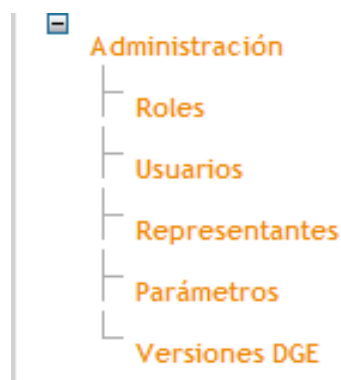 Administración
Roles
Usuarios
Representantes
Parámetros
Versiones DGE